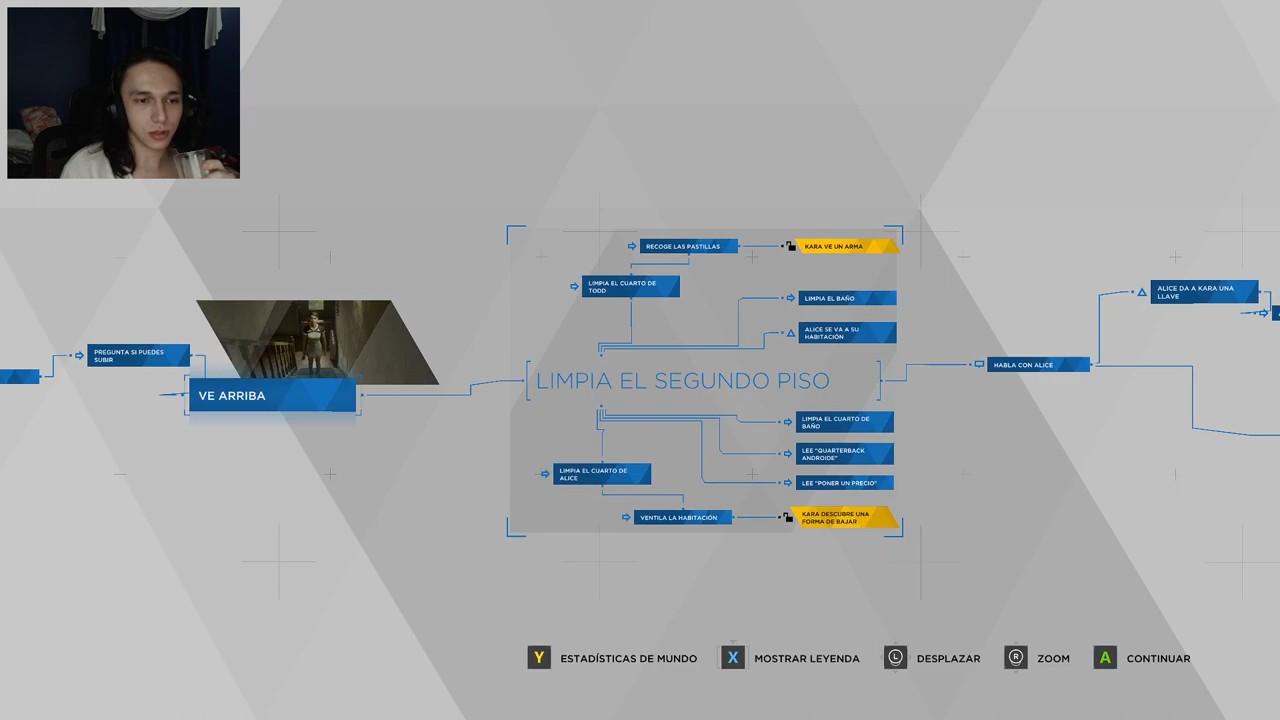 RECOGE LAS PASTILLAS
KARA VE UN ARMA
LIMPIA EL CUARTO DE
TODD
LIMPIA EL BAÑO
ALICE SE VA A SU
HABITACIÓN
PREGUNTA SI PUEDES
SUBIR
VE ARRIBA
LIMPIA EL SEGUNDO PISO
HABLA CON ALICE
ALICE DA A KARA UNA
LLAVE
LIMPIA EL CUARTO DE
BAÑO
LEE "QUARTERBACK
ANDROIDE"
LIMPIA EL CUARTO DE
ALICE
LEE "PONER UN PRECIO"
VENTILA LA HABITACIÓN
KARA DESCUBRE UNA
FORMA DE BAJAR
Y ESTADÍSTICAS DE MUNDO
X MOSTRAR LEYENDA
L DESPLAZAR
R ZOOM
A CONTINUAR